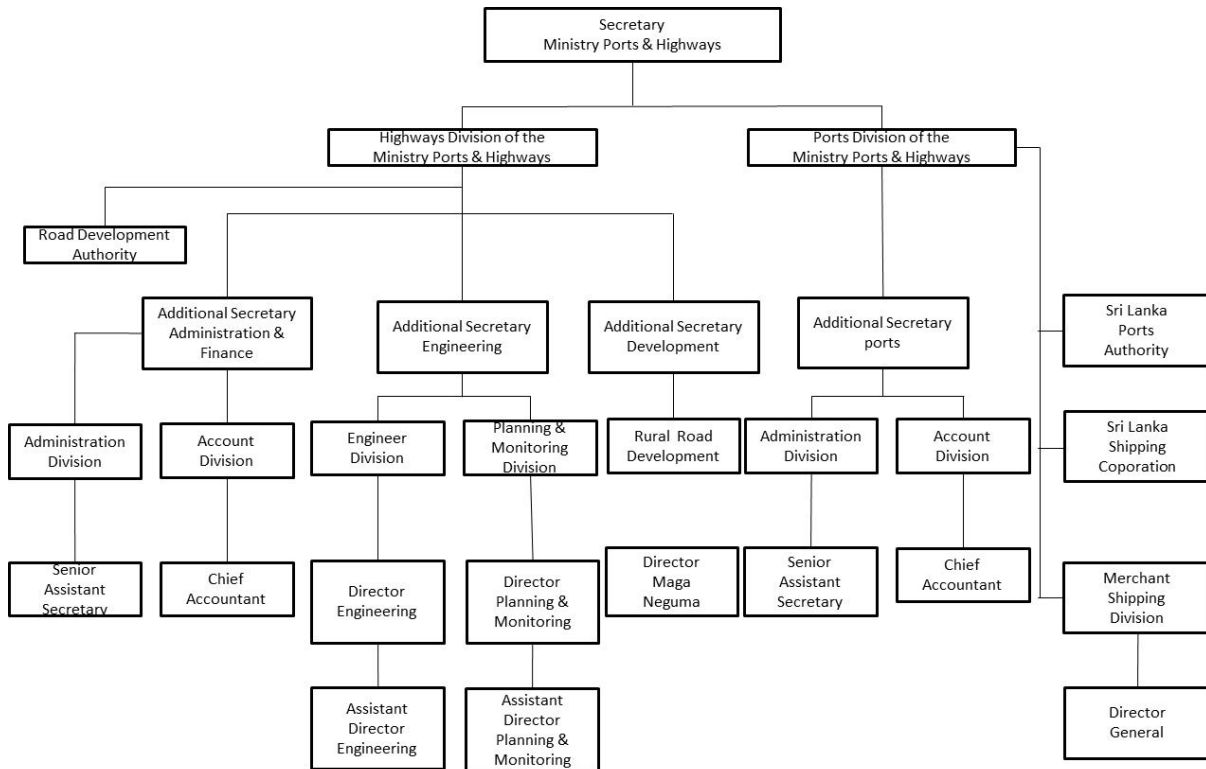 Secretary
Ministry Ports & Highways
Highways Division of the
Ministry Ports & Highways
Ports Division of the
Ministry Ports & Highways
Road Development
Authority
Additional Secretary
Administration &
Finance
Additional Secretary
Engineering
Additional Secretary
Development
Additional Secretary
ports
Sri Lanka
Ports
Authority
Administration
Division
Account
Division
Engineer
Division
Planning &
Monitoring
Division
Rural Road
Development
Administration
Division
Account
Division
Sri Lanka
Shipping
Coporation
Senior
Assistant
Secretary
Chief
Accountant
Director
Engineering
Director
Planning &
Monitoring
Director
Maga
Neguma
Senior
Assistant
Secretary
Chief
Accountant
Merchant
Shipping
Division
Assistant
Director
Engineering
Assistant
Director
Planning &
Monitoring
Director
General